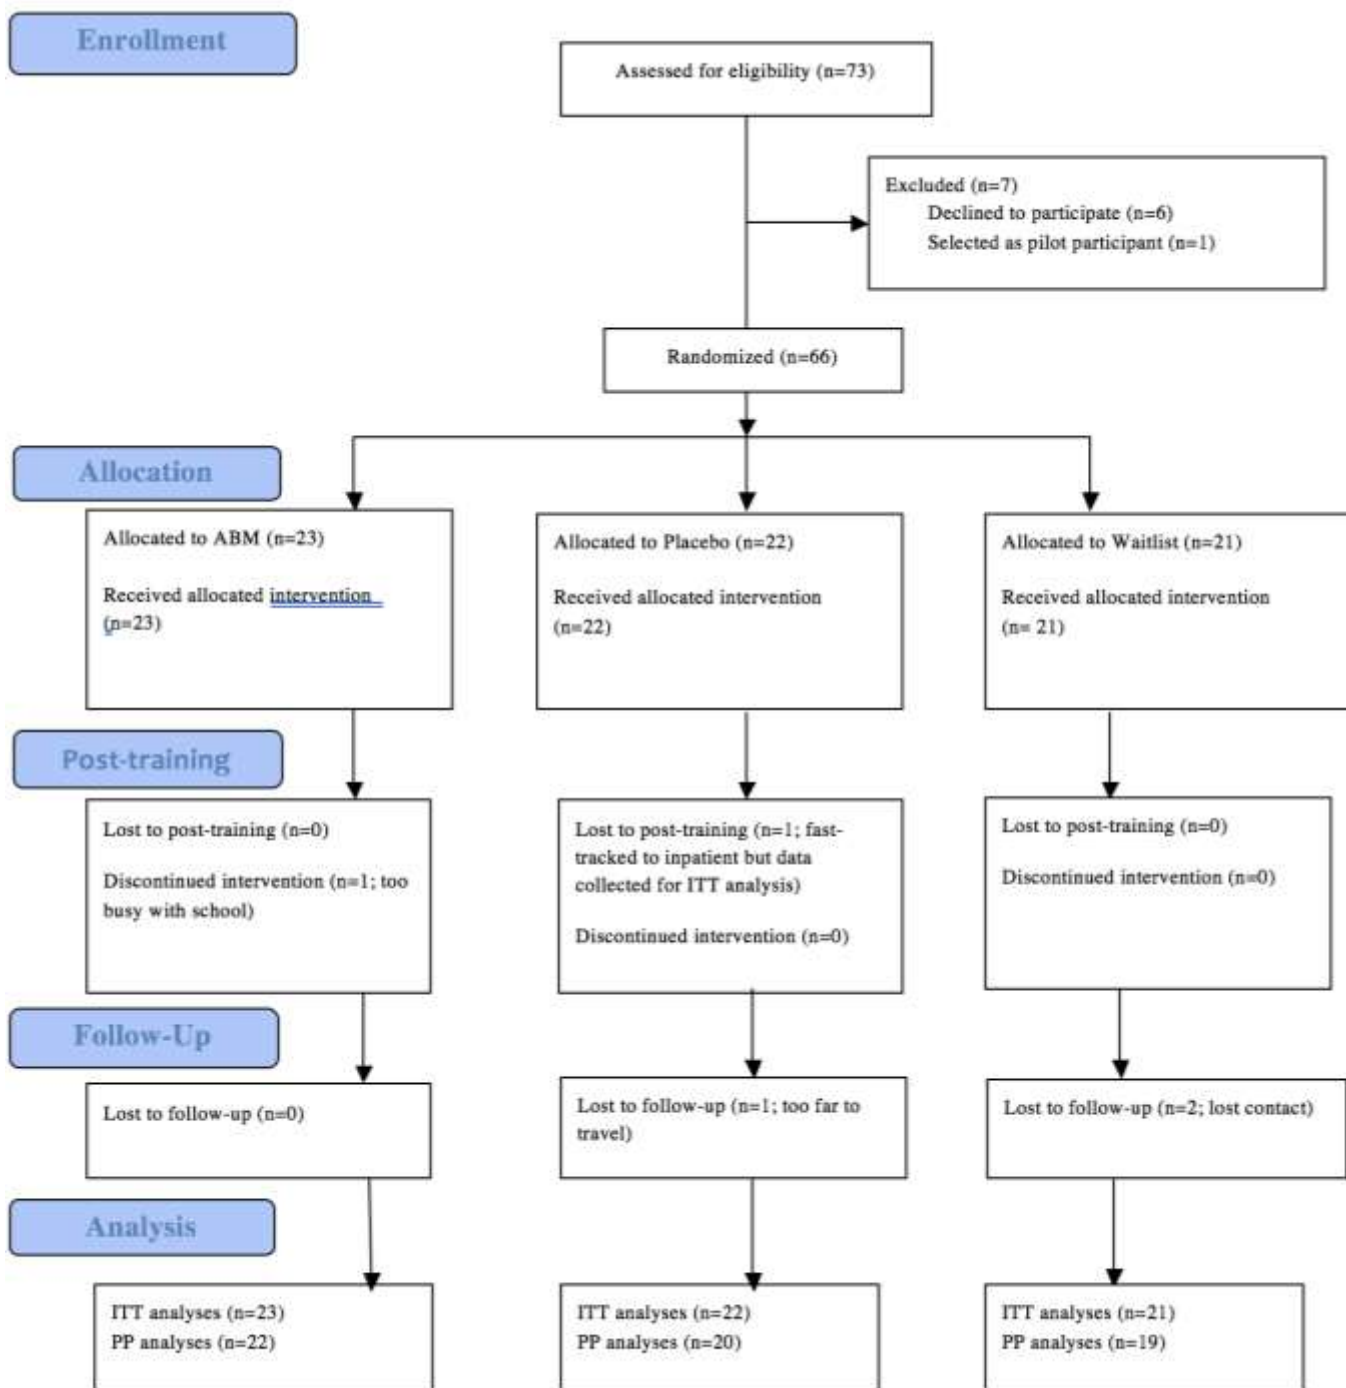 Enrollment
Assessed for eligibility (n=73)
Excluded (n=7)
Declined to participate (n=6)
Selected as pilot participant (n=1)
Randomized (n=66)
Allocation
Allocated to ABM (n=23)
Received allocated intervention
(n=23)
Allocated to Placebo (n=22)
Received allocated intervention
(n=22)
Allocated to Waitlist (n=21)
Received allocated intervention
(n= 21)
Post-training
Lost to post-training (n=0)
Discontinued intervention (n=1; too
busy with school)
Lost to post-training (n=1; fast-
tracked to inpatient but data
collected for ITT analysis)
Discontinued intervention (n=0)
Lost to post-training (n=0)
Discontinued intervention (n=0)
Follow-Up
Lost to follow-up (n=0)
Lost to follow-up (n=1; too far to
travel)
Lost to follow-up (n=2; lost contact)
Analysis
ITT analyses (n=23)
PP analyses (n=22)
ITT analyses (n=22)
PP analyses (n=20)
ITT analyses (n=21)
PP analyses (n=19)